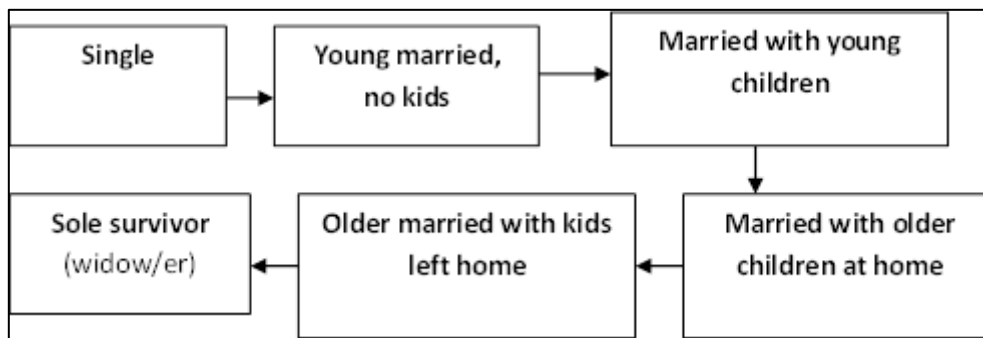 Single
Young married,
no kids
Married with young
children
Married with older
children at home
Older married with kids
left home
Sole survivor
(widow/er)